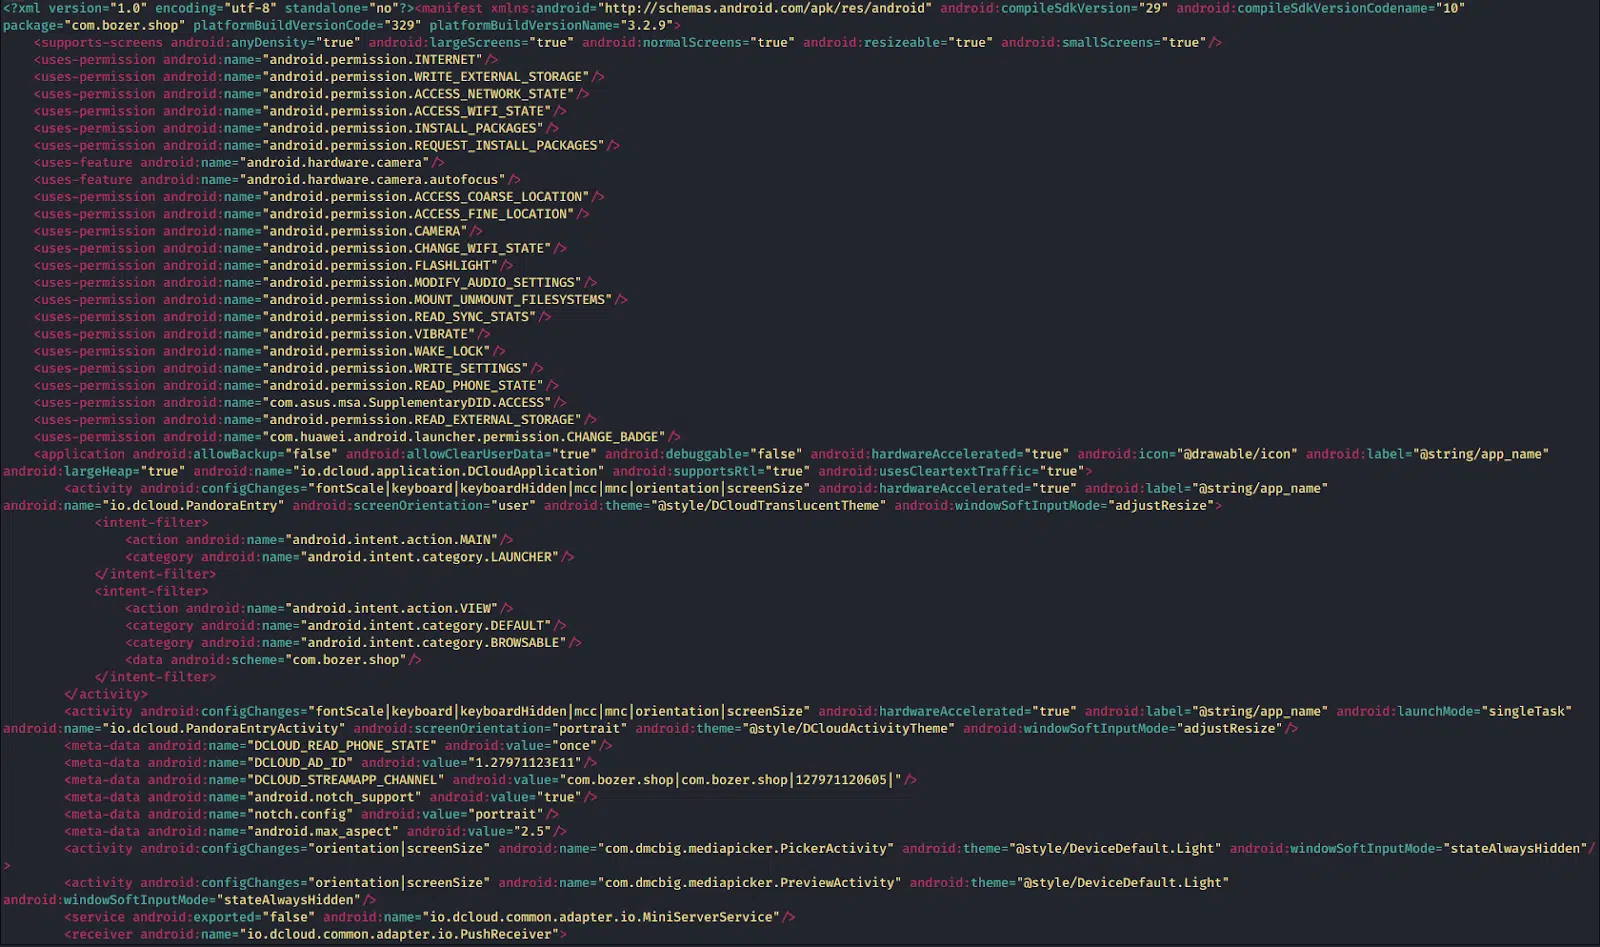 <?xml version="1.0" encoding="utf-8" standalone="no"?><manifest xmlns:android="http://schemas.android.com/apk/res/android" android:compileSdkVersion="29" android:compileSdkVersionCodename="10"
package="com.bozer.shop" platformBuildVersionCode="329" platformBuildVersionName="3.2.9">
    <supports-screens android:anyDensity="true" android:largeScreens="true" android:normalScreens="true" android:resizeable="true" android:smallScreens="true"/>
    <uses-permission android:name="android.permission.INTERNET"/>
    <uses-permission android:name="android.permission.WRITE_EXTERNAL_STORAGE"/>
    <uses-permission android:name="android.permission.ACCESS_NETWORK_STATE"/>
    <uses-permission android:name="android.permission.ACCESS_WIFI_STATE"/>
    <uses-permission android:name="android.permission.INSTALL_PACKAGES"/>
    <uses-permission android:name="android.permission.REQUEST_INSTALL_PACKAGES"/>
    <uses-feature android:name="android.hardware.camera"/>
    <uses-feature android:name="android.hardware.camera.autofocus"/>
    <uses-permission android:name="android.permission.ACCESS_COARSE_LOCATION"/>
    <uses-permission android:name="android.permission.ACCESS_FINE_LOCATION"/>
    <uses-permission android:name="android.permission.CAMERA"/>
    <uses-permission android:name="android.permission.CHANGE_WIFI_STATE"/>
    <uses-permission android:name="android.permission.FLASHLIGHT"/>
    <uses-permission android:name="android.permission.MODIFY_AUDIO_SETTINGS"/>
    <uses-permission android:name="android.permission.MOUNT_UNMOUNT_FILESYSTEMS"/>
    <uses-permission android:name="android.permission.READ_SYNC_STATS"/>
    <uses-permission android:name="android.permission.VIBRATE"/>
    <uses-permission android:name="android.permission.WAKE_LOCK"/>
    <uses-permission android:name="android.permission.WRITE_SETTINGS"/>
    <uses-permission android:name="android.permission.READ_PHONE_STATE"/>
    <uses-permission android:name="com.asus.msa.SupplementaryDID.ACCESS"/>
    <uses-permission android:name="android.permission.READ_EXTERNAL_STORAGE"/>
    <uses-permission android:name="com.huawei.android.launcher.permission.CHANGE_BADGE"/>
    <application android:allowBackup="false" android:allowClearUserData="true" android:debuggable="false" android:hardwareAccelerated="true" android:icon="@drawable/icon" android:label="@string/app_name"
android:largeHeap="true" android:name="io.dcloud.application.DCloudApplication" android:supportsRtl="true" android:usesCleartextTraffic="true">
        <activity android:configChanges="fontScale|keyboard|keyboardHidden|mcc|mnc|orientation|screenSize" android:hardwareAccelerated="true" android:label="@string/app_name"
android:name="io.dcloud.PandoraEntry" android:screenOrientation="user" android:theme="@style/DCloudTranslucentTheme" android:windowSoftInputMode="adjustResize">
            <intent-filter>
                <action android:name="android.intent.action.MAIN"/>
                <category android:name="android.intent.category.LAUNCHER"/>
            </intent-filter>
            <intent-filter>
                <action android:name="android.intent.action.VIEW"/>
                <category android:name="android.intent.category.DEFAULT"/>
                <category android:name="android.intent.category.BROWSABLE"/>
                <data android:scheme="com.bozer.shop"/>
            </intent-filter>
        </activity>
        <activity android:configChanges="fontScale|keyboard|keyboardHidden|mcc|mnc|orientation|screenSize" android:hardwareAccelerated="true" android:label="@string/app_name" android:launchMode="singleTask"
android:name="io.dcloud.PandoraEntryActivity" android:screenOrientation="portrait" android:theme="@style/DCloudActivityTheme" android:windowSoftInputMode="adjustResize"/>
        <meta-data android:name="DCLOUD_READ_PHONE_STATE" android:value="once"/>
        <meta-data android:name="DCLOUD_AD_ID" android:value="1.27971123E11"/>
        <meta-data android:name="DCLOUD_STREAMAPP_CHANNEL" android:value="com.bozer.shop|com.bozer.shop|127971120605|"/>
        <meta-data android:name="android.notch_support" android:value="true"/>
        <meta-data android:name="notch.config" android:value="portrait"/>
        <meta-data android:name="android.max_aspect" android:value="2.5"/>
        <activity android:configChanges="orientation|screenSize" android:name="com.dmcbig.mediapicker.PickerActivity" android:theme="@style/DeviceDefault.Light" android:windowSoftInputMode="stateAlwaysHidden"/
>
        <activity android:configChanges="orientation|screenSize" android:name="com.dmcbig.mediapicker.PreviewActivity" android:theme="@style/DeviceDefault.Light"
android:windowSoftInputMode="stateAlwaysHidden"/>
        <service android:exported="false" android:name="io.dcloud.common.adapter.io.MiniServerService"/>
        <receiver android:name="io.dcloud.common.adapter.io.PushReceiver">